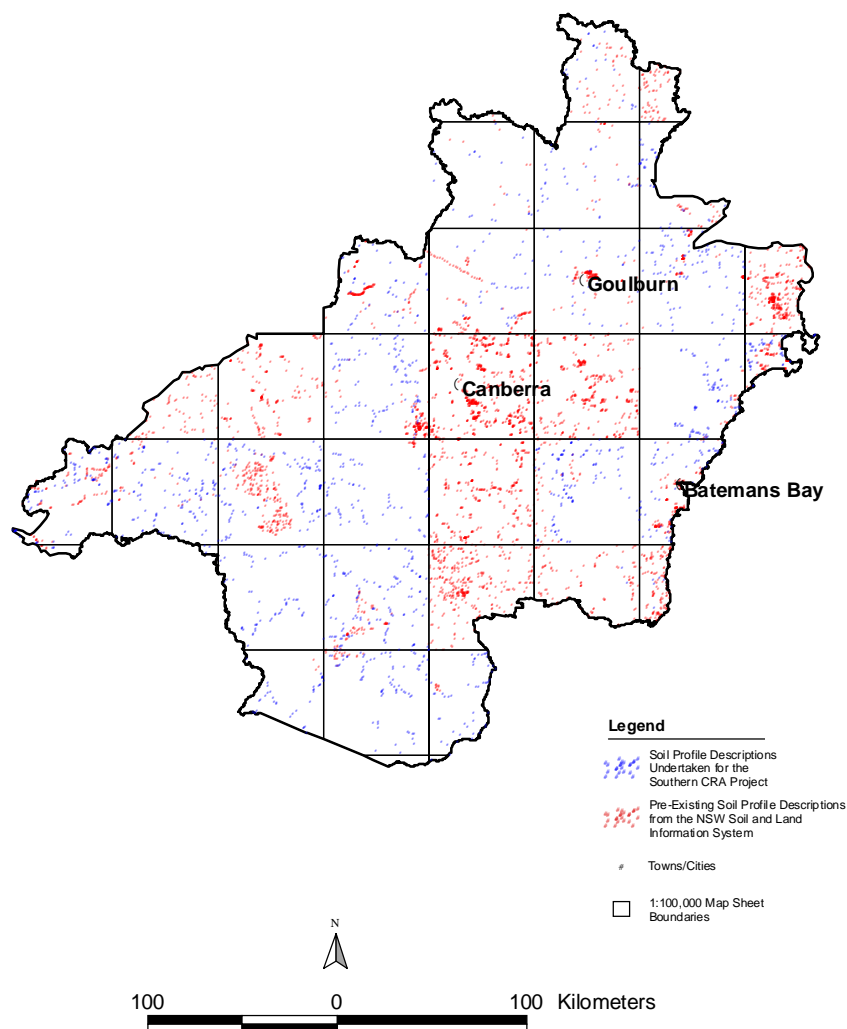 Goulburn
Canberra
Batemans Bay
Legend
Soil Profile Descriptions
Undertaken for the
Southern CRA Project
Pre-Existing Soil Profile Descriptions
from the NSW Soil and Land
Information System
# Towns/Cities
1:100,000 Map Sheet
Boundaries
N
100 0 100 Kilometers